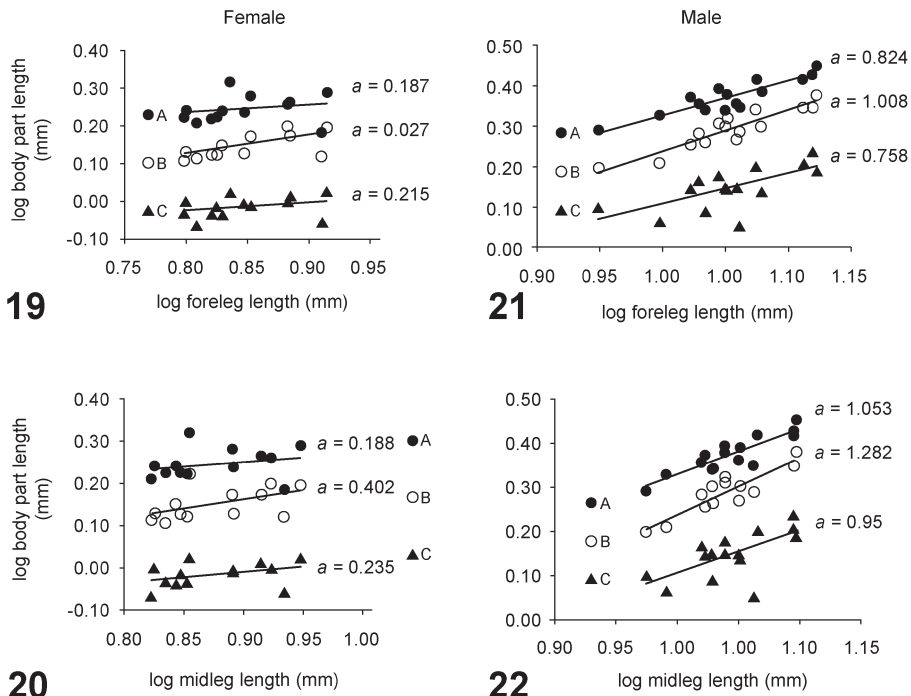 Female
0.40
0.30
0.20
0.10
0.00
-0.10
log body part length
(mm)
A
B
C
a = 0.187
a = 0.027
a = 0.215
0.75 0.80 0.85 0.90 0.95
log foreleg length (mm)
19
Male
0.50
0.40
0.30
0.20
0.10
0.00
A
B
C
a = 0.824
a = 1.008
a = 0.758
0.90 0.95 1.00 1.00 1.10 1.15
log foreleg length (mm)
21
0.40
0.30
0.20
0.10
0.00
-0.10
log body part length
(mm)
a = 0.188
a = 0.402
a = 0.235
A
B
C
0.80 0.85 0.90 0.95 1.00
log midleg length (mm)
20
0.50
0.40
0.30
0.20
0.10
0.00
A
B
C
a = 1.053
a = 1.282
a = 0.95
0.90 0.95 1.00 1.00 1.10 1.15
log midleg length (mm)
22